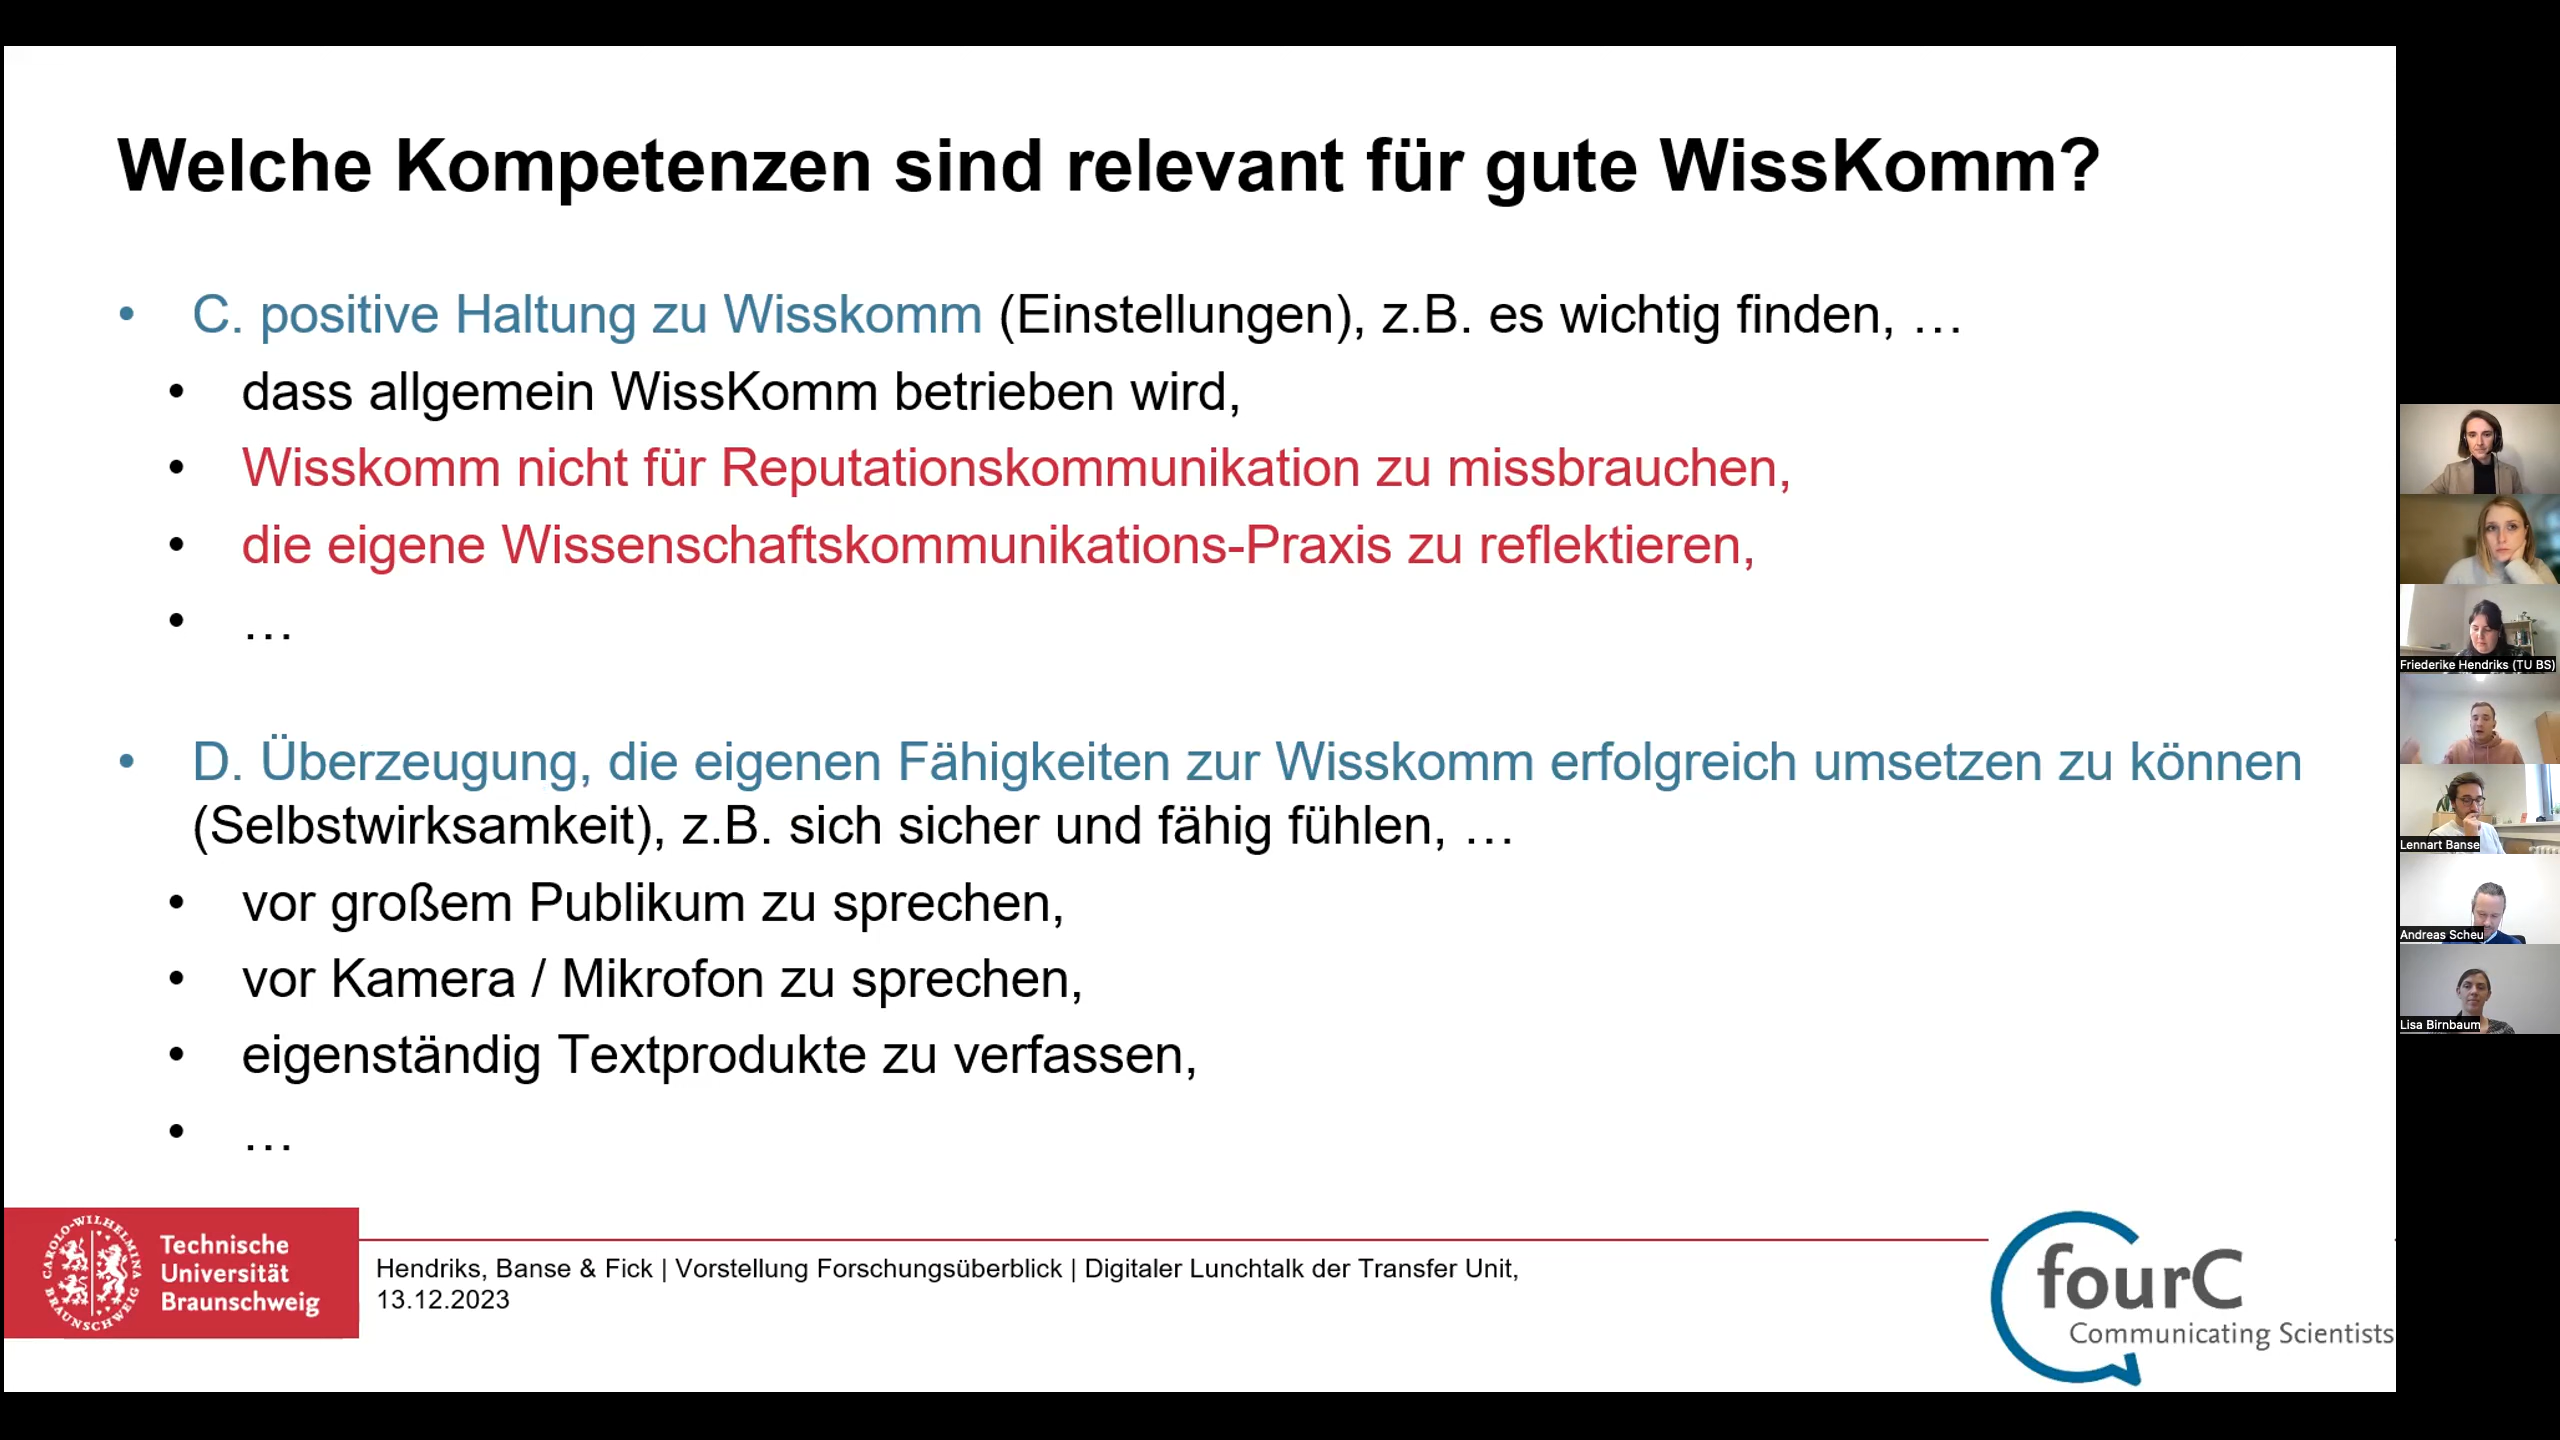 Welche Kompetenzen sind relevant für gute WissKomm?
• C. positive Haltung zu Wisskomm (Einstellungen), z.B. es wichtig finden, …
• dass allgemein WissKomm betrieben wird,
• Wisskomm nicht für Reputationskommunikation zu missbrauchen,
• die eigene Wissenschaftskommunikations-Praxis zu reflektieren,
• …
• D. Überzeugung, die eigenen Fähigkeiten zur Wisskomm erfolgreich umsetzen zu können
(Selbstwirksamkeit), z.B. sich sicher und fähig fühlen, …
• vor großem Publikum zu sprechen,
• vor Kamera / Mikrofon zu sprechen,
• eigenständig Textprodukte zu verfassen,
• …
CAROLO-WILHELMINA
BRAUNSCHWEIG
Technische
Universität
Braunschweig
Hendriks, Banse & Fick | Vorstellung Forschungsüberblick | Digitaler Lunchtalk der Transfer Unit,
13.12.2023
fourC
Communicating Scientists
Friederike Hendriks (TU BS)
Lennart Banse
Andreas Scheu
Lisa Birnbaum